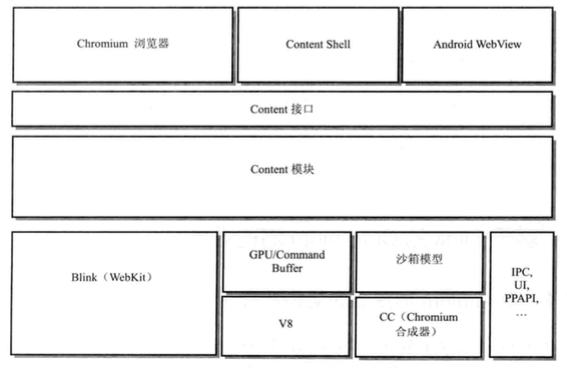 Chromium 浏览器
Content Shell
Android WebView
Content 接口
Content 模块
Blink（WebKit）
GPU/Command
Buffer
沙箱模型
IPC,
UI,
PPAPI,
…
V8
CC（Chromium
合成器）